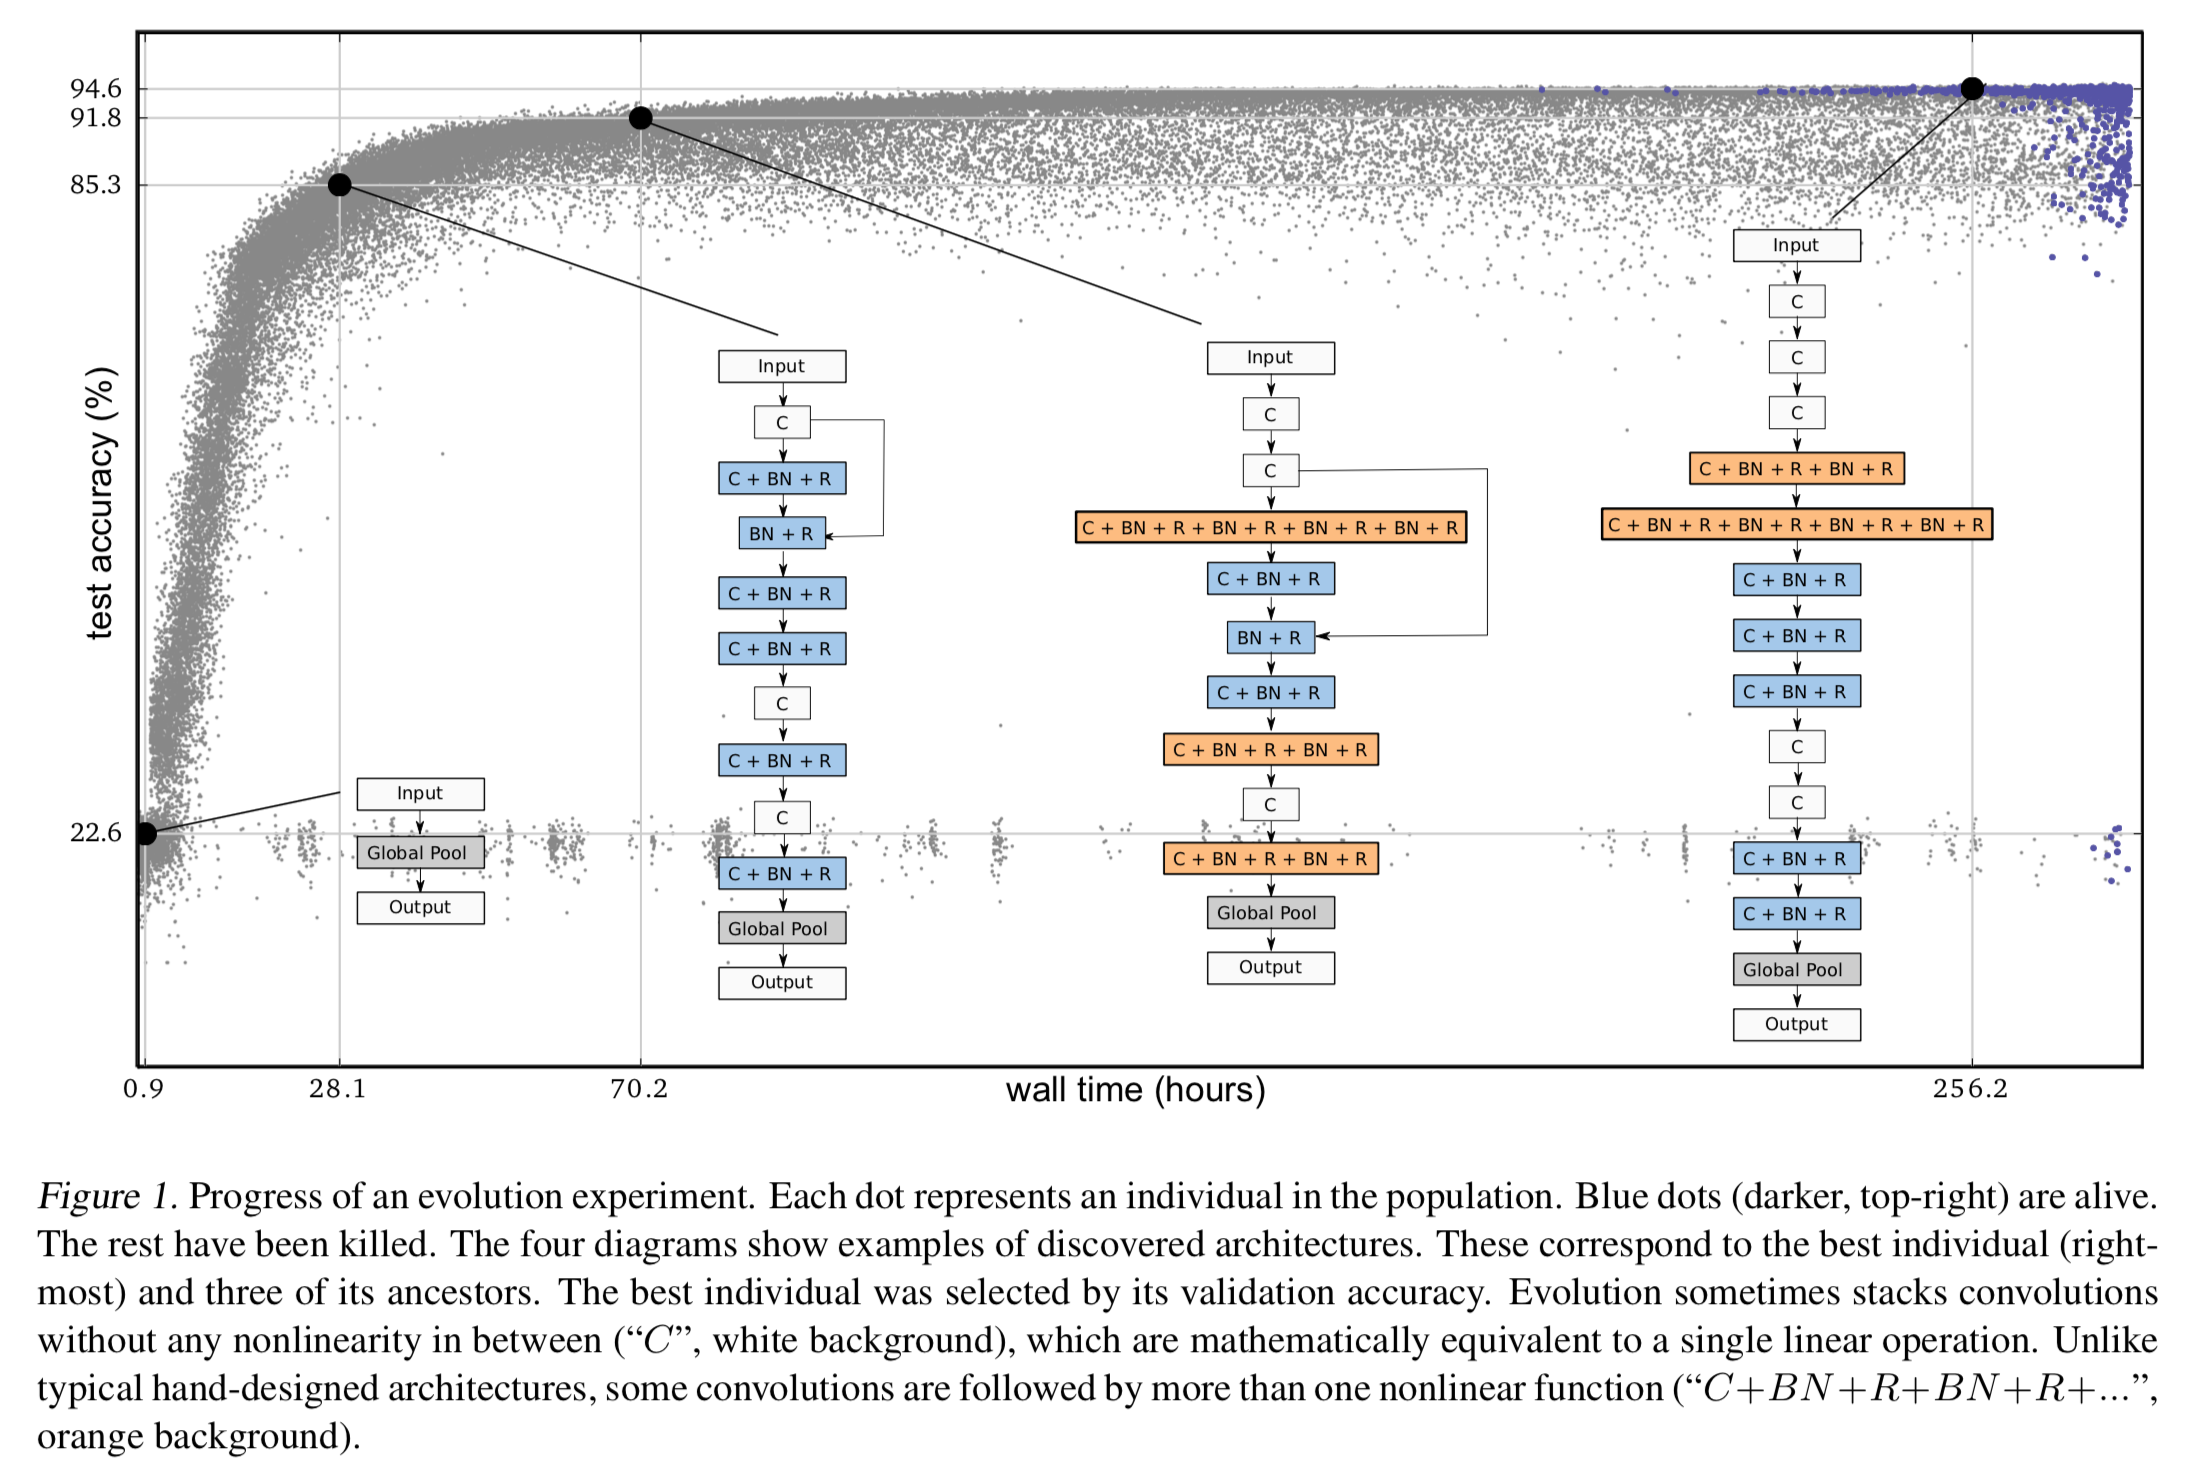 94.6
91.8
85.3
22.6
test accuracy (%)
Input
Global Pool
Output
Input
C
C + BN + R
BN + R
C + BN + R
C + BN + R
C
C + BN + R
C
C + BN + R
Global Pool
Output
Input
C
C
C + BN + R + BN + R + BN + R + BN + R
C + BN + R
BN + R
C + BN + R
C + BN + R + BN + R
C
C + BN + R + BN + R
Global Pool
Output
Input
C
C
C
C + BN + R + BN + R
C + BN + R + BN + R + BN + R + BN + R
C + BN + R
C + BN + R
C + BN + R
C
C
C + BN + R
C + BN + R
Global Pool
Output
0.9
28.1
70.2
wall time (hours)
256.2
Figure 1. Progress of an evolution experiment. Each dot represents an individual in the population. Blue dots (darker, top-right) are alive.
The rest have been killed. The four diagrams show examples of discovered architectures. These correspond to the best individual (right-
most) and three of its ancestors. The best individual was selected by its validation accuracy. Evolution sometimes stacks convolutions
without any nonlinearity in between (“C”, white background), which are mathematically equivalent to a single linear operation. Unlike
typical hand-designed architectures, some convolutions are followed by more than one nonlinear function (“C+BN+R+BN+R+...”,
orange background).